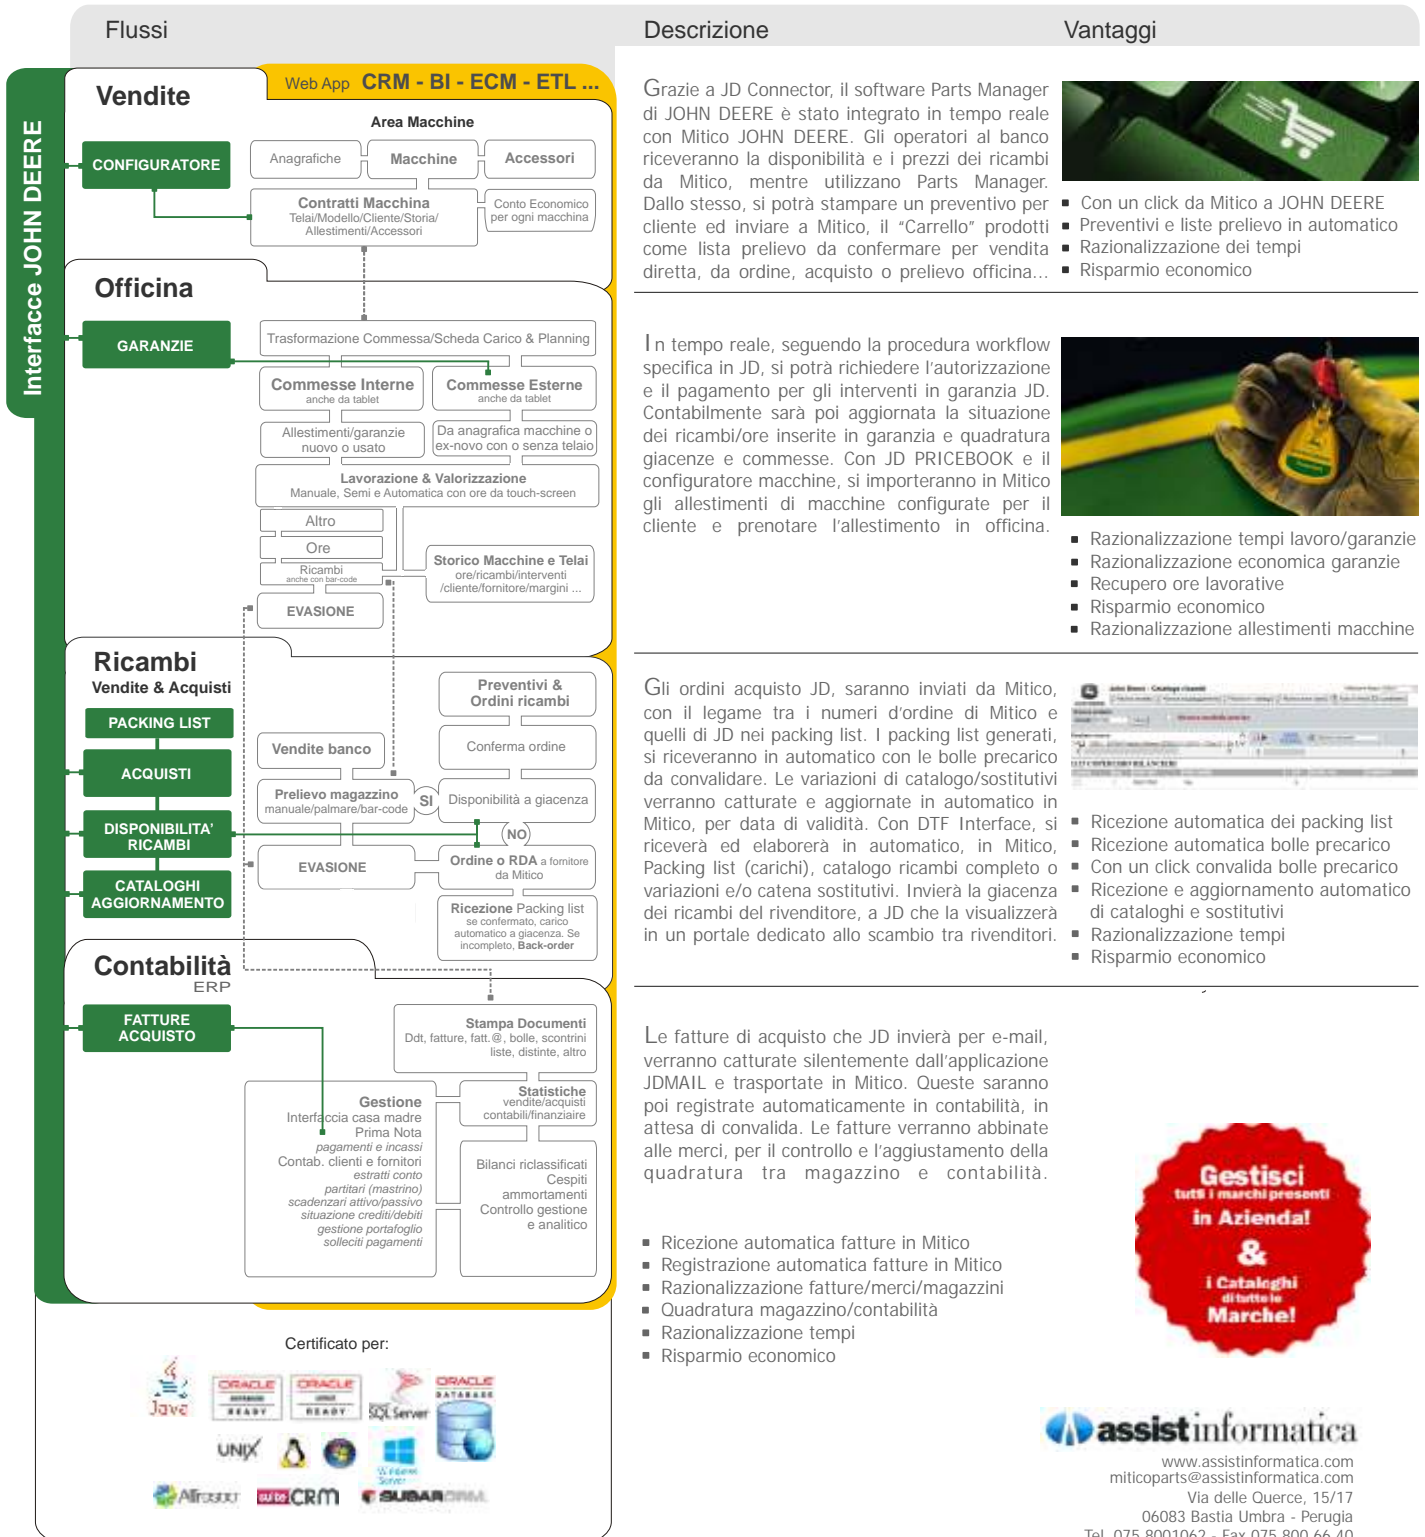 Flussi
Descrizione
Vantaggi
Interfacce JOHN DEERE
Web App CRM - BI - ECM - ETL ...
Vendite
CONFIGURATORE
Area Macchine
Anagrafiche
Macchine
Accessori
Contratti Macchina
Telai/Modello/Cliente/Storia/
Allestimenti/Accessori
Conto Economico
per ogni macchina
Grazie a JD Connector, il software Parts Manager
di JOHN DEERE è stato integrato in tempo reale
con Mitico JOHN DEERE. Gli operatori al banco
riceveranno la disponibilità e i prezzi dei ricambi
da Mitico, mentre utilizzano Parts Manager.
Dallo stesso, si potrà stampare un preventivo per
cliente ed inviare a Mitico, il “Carrello” prodotti
come lista prelievo da confermare per vendita
diretta, da ordine, acquisto o prelievo officina...
Con un click da Mitico a JOHN DEERE
Preventivi e liste prelievo in automatico
Razionalizzazione dei tempi
Risparmio economico
Officina
GARANZIE
Trasformazione Commessa/Scheda Carico & Planning
Commesse Interne
anche da tablet
Commesse Esterne
anche da tablet
Allestimenti/garanzie
nuovo o usato
Da anagrafica macchine o
ex-novo con o senza telaio
Lavorazione & Valorizzazione
Manuale, Semi e Automatica con ore da touch-screen
Altro
Ore
Ricambi
anche con bar-code
Storico Macchine e Telai
ore/ricambi/interventi
/cliente/fornitore/margini ...
EVASIONE
In tempo reale, seguendo la procedura workflow
specifica in JD, si potrà richiedere l’autorizzazione
e il pagamento per gli interventi in garanzia JD.
Contabilmente sarà poi aggiornata la situazione
dei ricambi/ore inserite in garanzia e quadratura
giacenze e commesse. Con JD PRICEBOOK e il
configuratore macchine, si importeranno in Mitico
gli allestimenti di macchine configurate per il
cliente e prenotare l’allestimento in officina.
Razionalizzazione tempi lavoro/garanzie
Razionalizzazione economica garanzie
Recupero ore lavorative
Risparmio economico
Razionalizzazione allestimenti macchine
Ricambi
Vendite & Acquisti
PACKING LIST
ACQUISTI
DISPONIBILITA’
RICAMBI
CATALOGHI
AGGIORNAMENTO
Preventivi &
Ordini ricambi
Vendite banco
Conferma ordine
Prelievo magazzino
manuale/palmare/bar-code
SI
Disponibilità a giacenza
NO
EVASIONE
Ordine o RDA a fornitore
da Mitico
Ricezione Packing list
se confermato, carico
automatico a giacenza. Se
incompleto, Back-order
Gli ordini acquisto JD, saranno inviati da Mitico,
con il legame tra i numeri d’ordine di Mitico e
quelli di JD nei packing list. I packing list generati,
si riceveranno in automatico con le bolle precarico
da convalidare. Le variazioni di catalogo/sostitutivi
verranno catturate e aggiornate in automatico in
Mitico, per data di validità. Con DTF Interface, si
riceverà ed elaborerà in automatico, in Mitico,
Packing list (carichi), catalogo ricambi completo o
variazioni e/o catena sostitutivi. Invierà la giacenza
dei ricambi del rivenditore, a JD che la visualizzerà
in un portale dedicato allo scambio tra rivenditori.
Ricezione automatica dei packing list
Ricezione automatica bolle precarico
Con un click convalida bolle precarico
Ricezione e aggiornamento automatico
di cataloghi e sostitutivi
Razionalizzazione tempi
Risparmio economico
Contabilità
ERP
FATTURE
ACQUISTO
Stampa Documenti
Ddt, fatture, fatt.@, bolle, scontrini
liste, distinte, altro
Statistiche
vendite/acquisti
contabili/finanziaire
Gestione
Interfaccia casa madre
Prima Nota
pagamenti e incassi
Contab. clienti e fornitori
estratti conto
partitari (mastrino)
scadenzari attivo/passivo
situazione crediti/debiti
gestione portafoglio
solleciti pagamenti
Bilanci riclassificati
Cespiti
ammortamenti
Controllo gestione
e analitico
Le fatture di acquisto che JD invierà per e-mail,
verranno catturate silentemente dall’applicazione
JDMAIL e trasportate in Mitico. Queste saranno
poi registrate automaticamente in contabilità, in
attesa di convalida. Le fatture verranno abbinate
alle merci, per il controllo e l’aggiustamento della
quadratura tra magazzino e contabilità.
Ricezione automatica fatture in Mitico
Registrazione automatica fatture in Mitico
Razionalizzazione fatture/merci/magazzini
Quadratura magazzino/contabilità
Razionalizzazione tempi
Risparmio economico
Gestisci
tutti i marchi presenti
in Azienda!
&
i Cataloghi
di tutte le
Marche!
Certificato per:
Java
ORACLE
READY
ORACLE
READY
SQL Server
ORACLE
DATABASE
UNIX
Windows
Server
Alfresco
suiteCRM
SUGARCRM
assistinformatica
www.assistinformatica.com
miticoparts@assistinformatica.com
Via delle Querce, 15/17
06083 Bastia Umbra - Perugia
Tel. 075 8001062 - Fax 075 800 66 40